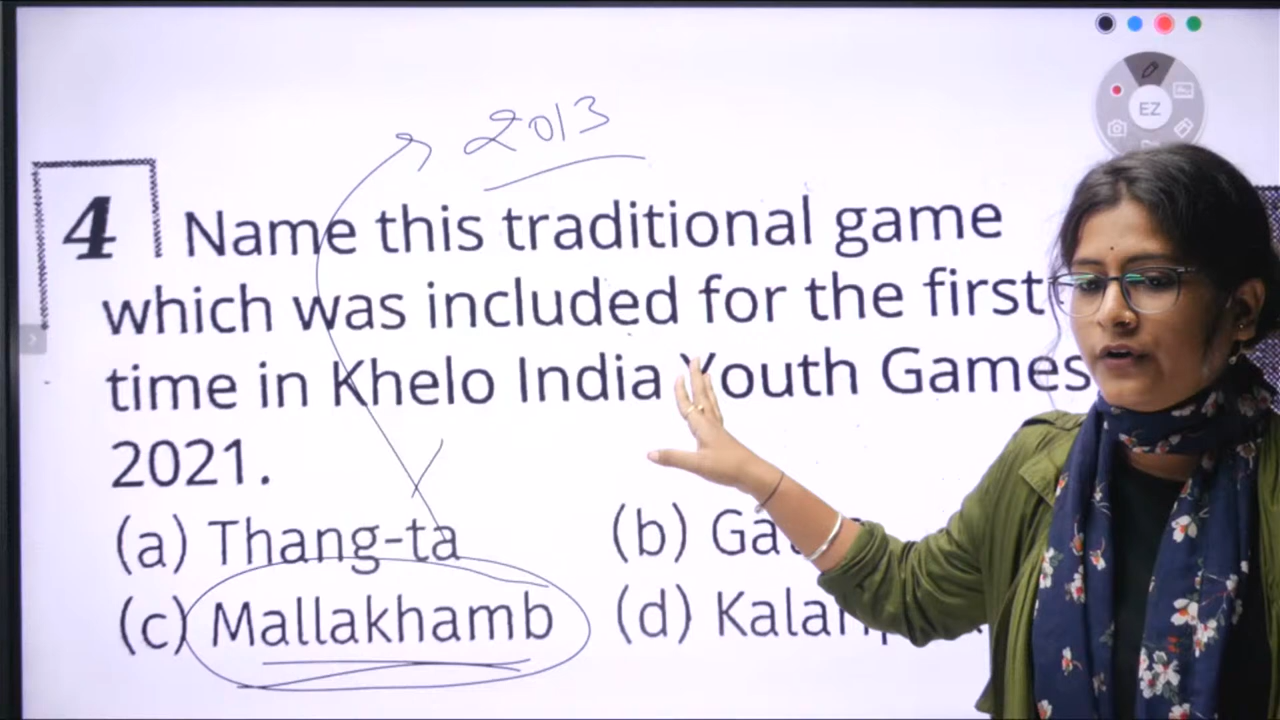 EZ
2013
4 Name this traditional game
which was included for the first
time in Khelo India Youth Games
2021.
(a) Thang-ta (b)
(c) Mallakhamb (d)